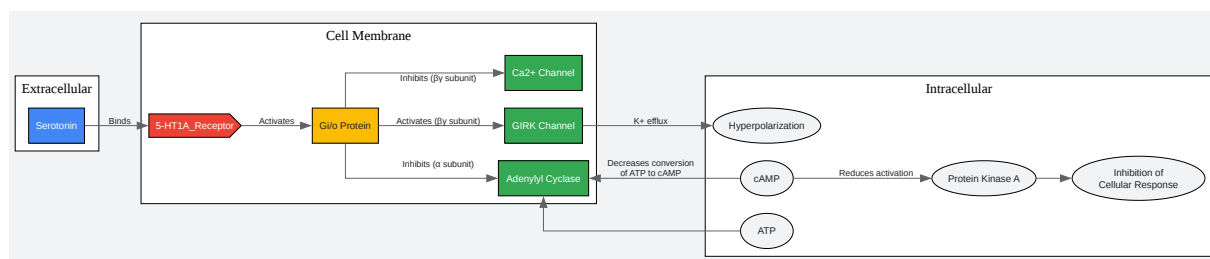 Cell Membrane
Extracellular
Intracellular
Serotonin
Binds
5-HT1A_Receptor
Activates
Gi/o Protein
Inhibits (βγ subunit)
Ca2+ Channel
Activates (βγ subunit)
GIRK Channel
K+ efflux
Hyperpolarization
Inhibits (α subunit)
Adenylyl Cyclase
Decreases conversion
of ATP to cAMP
cAMP
Reduces activation
Protein Kinase A
Inhibition of
Cellular Response
ATP